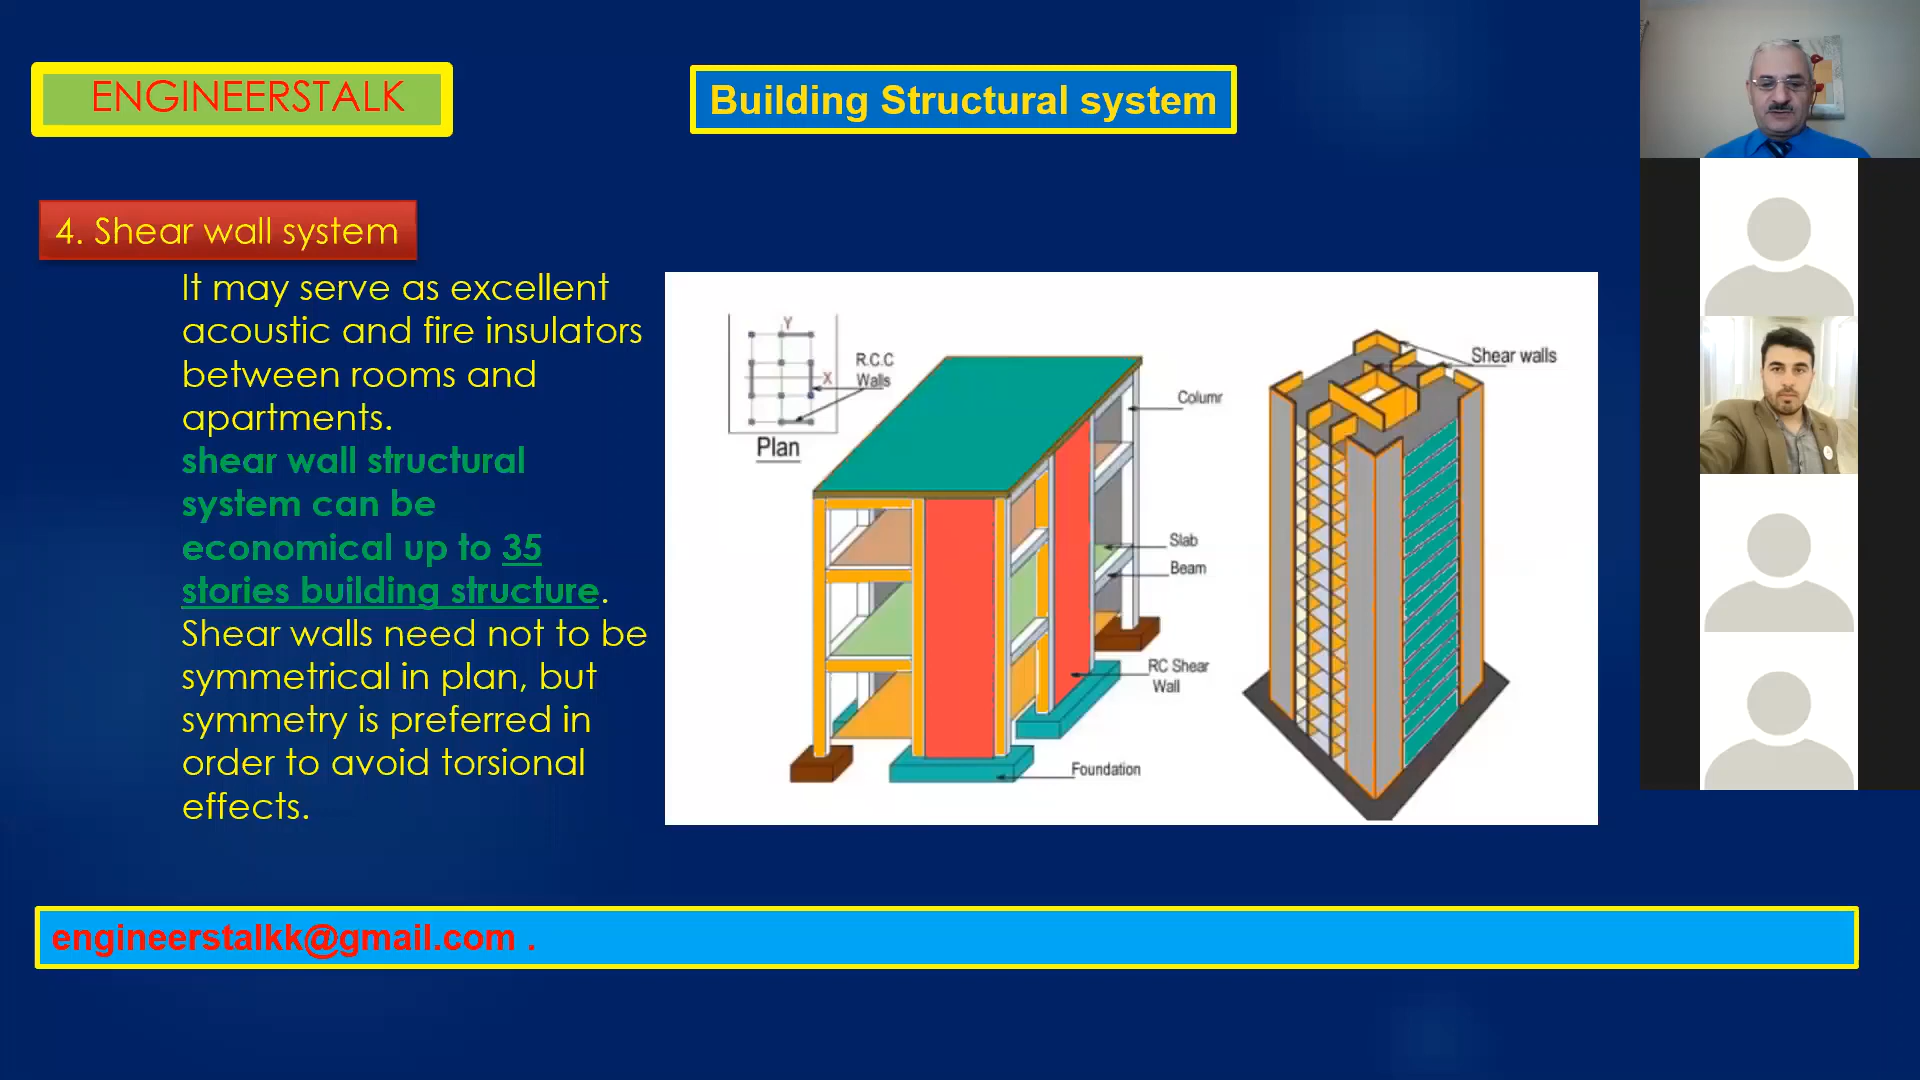 ENGINEERSTALK
Building Structural system
4. Shear wall system
It may serve as excellent
acoustic and fire insulators
between rooms and
apartments.
shear wall structural
system can be
economical up to 35
stories building structure.
Shear walls need not to be
symmetrical in plan, but
symmetry is preferred in
order to avoid torsional
effects.
Y
X
R.C.C
Walls
Plan
Columr
Slab
Beam
RC Shear
Wall
Foundation
Shear walls
engineerstalkk@gmail.com .